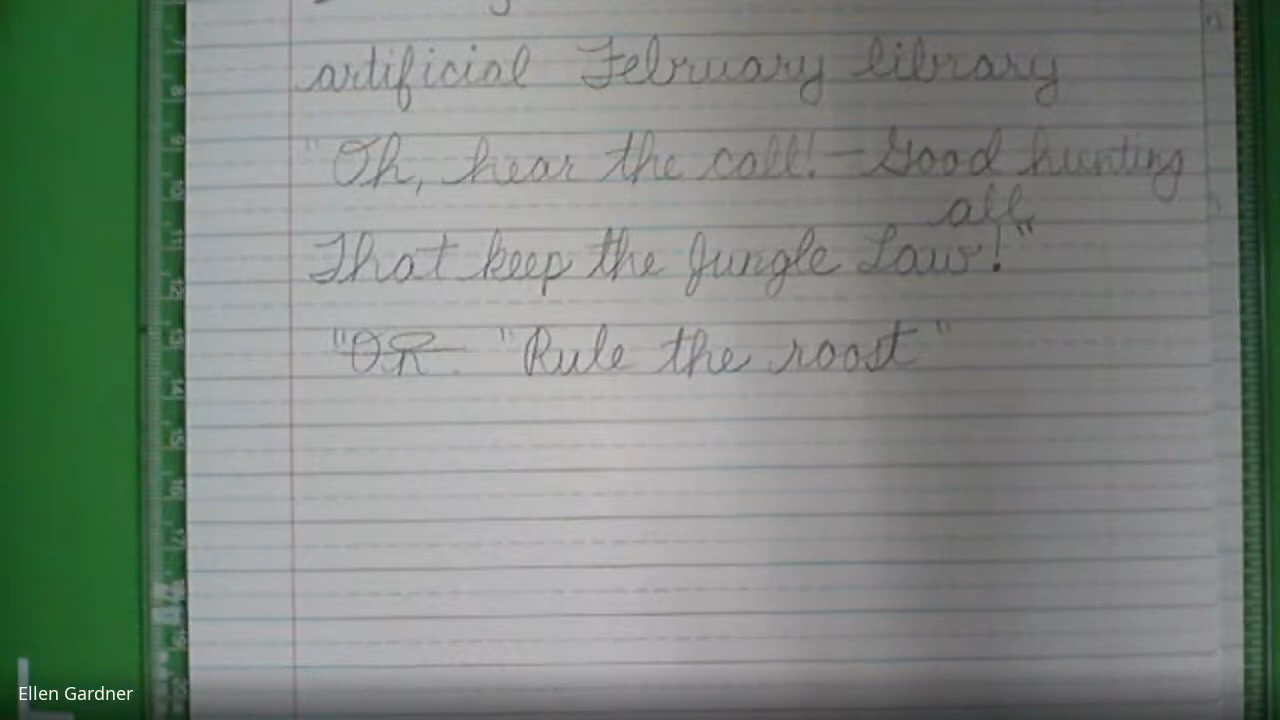 artificial February library
"Oh, hear the call! - Good hunting
all,
That keep the Jungle Law!"
"OR "Rule the roost"
Ellen Gardner